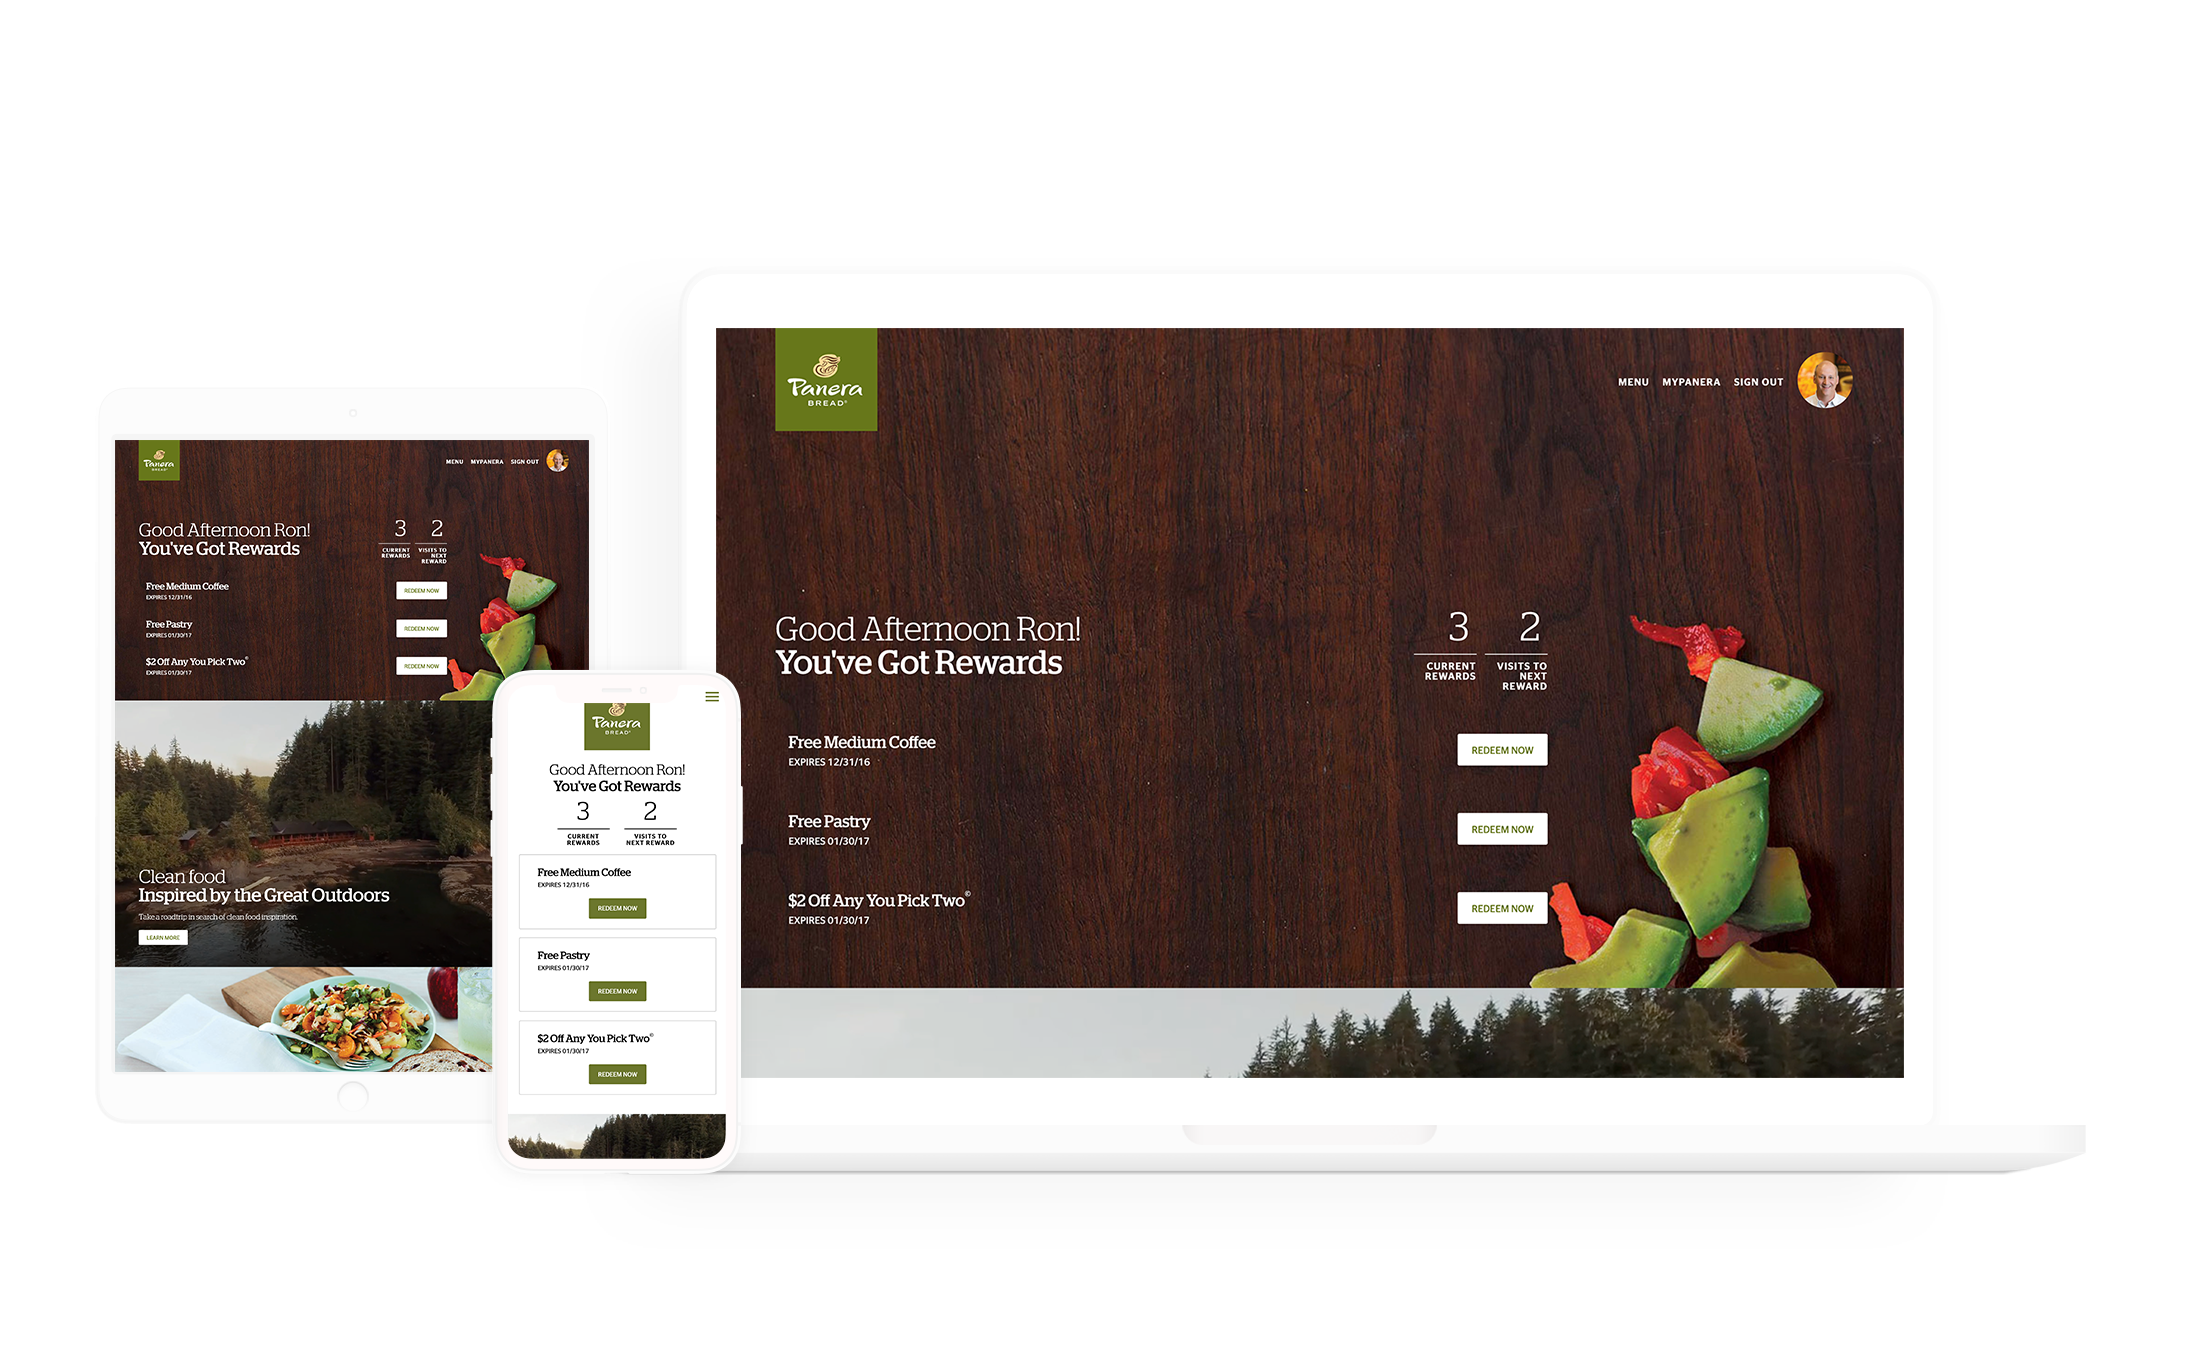 Panera
BREAD®
MENU MYPANERA SIGN OUT
Good Afternoon Ron!
You've Got Rewards
3 2
CURRENT
REWARDS
VISITS TO
NEXT
REWARD
Free Medium Coffee
EXPIRES 12/31/16
REDEEM NOW
Free Pastry
EXPIRES 01/30/17
REDEEM NOW
$2 Off Any You Pick Two©
EXPIRES 01/30/17
REDEEM NOW
Clean food
Inspired by the Great Outdoors
Take a roadtrip in search of clean food inspiration.
LEARN MORE
Panera
BREAD®
Good Afternoon Ron!
You've Got Rewards
3 2
CURRENT
REWARDS
VISITS TO
NEXT REWARD
Free Medium Coffee
EXPIRES 12/31/16
REDEEM NOW
Free Pastry
EXPIRES 01/30/17
REDEEM NOW
$2 Off Any You Pick Two©
EXPIRES 01/30/17
REDEEM NOW
Panera
BREAD®
MENU MYPANERA SIGN OUT
Good Afternoon Ron!
You've Got Rewards
3 2
CURRENT
REWARDS
VISITS TO
NEXT
REWARD
Free Medium Coffee
EXPIRES 12/31/16
REDEEM NOW
Free Pastry
EXPIRES 01/30/17
REDEEM NOW
$2 Off Any You Pick Two©
EXPIRES 01/30/17
REDEEM NOW